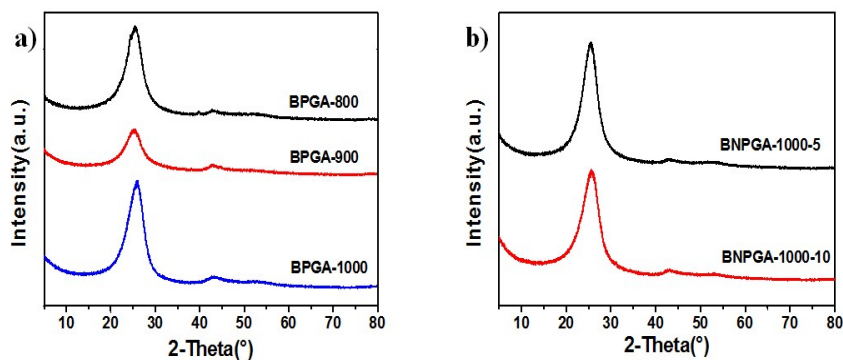 a)
Intensity(a.u.)
BPGA-800
BPGA-900
BPGA-1000
10 20 30 40 50 60 70 80
2-Theta(°)
b)
Intensity(a.u.)
BNPGA-1000-5
BNPGA-1000-10
10 20 30 40 50 60 70 80
2-Theta(°)